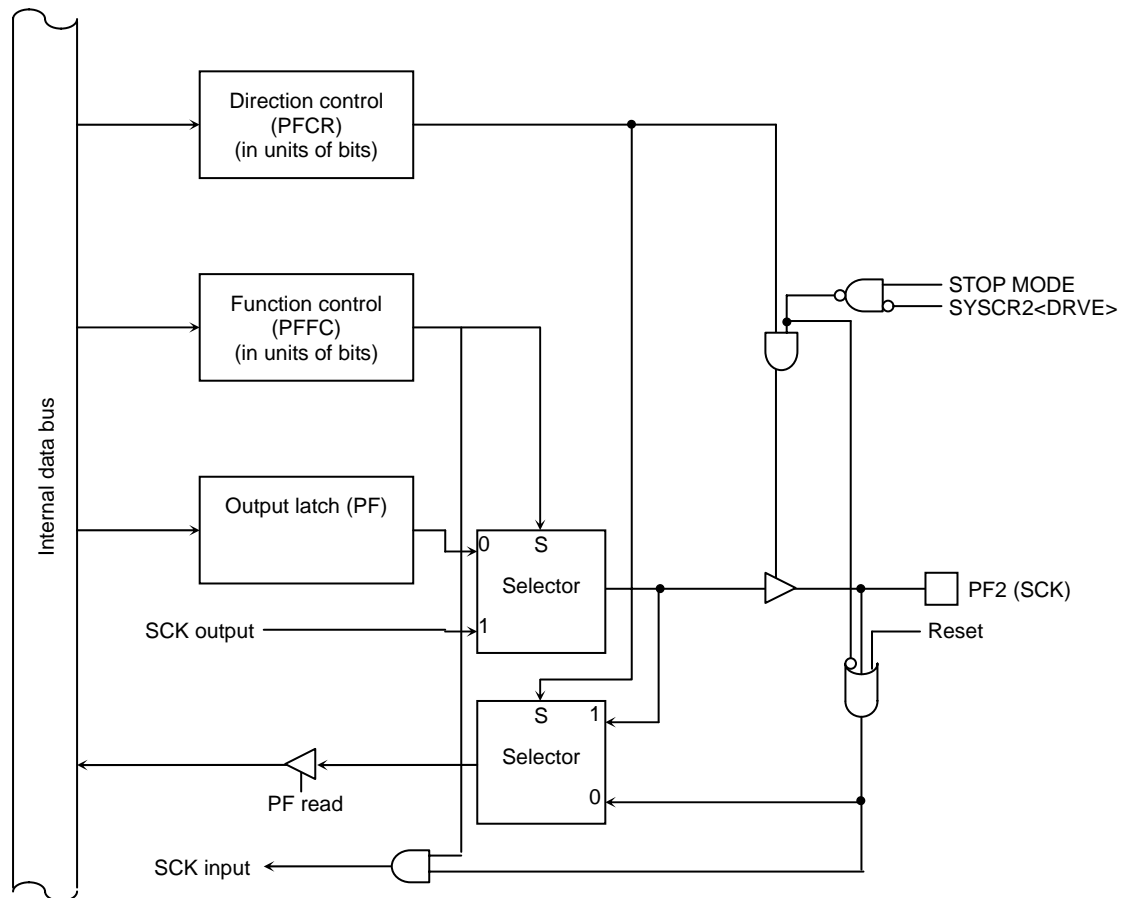 Direction control
(PFCR)
(in units of bits)
STOP MODE
SYSCR2<DRVE>
Function control
(PFFC)
(in units of bits)
Internal data bus
Output latch (PF)
0
S
Selector
1
SCK output
PF2 (SCK)
Reset
S
1
Selector
0
PF read
SCK input